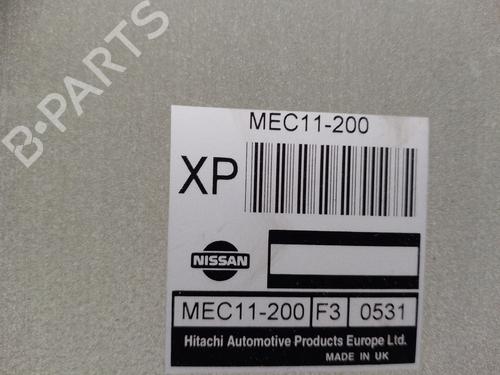 B-PARTS
MEC11-200
XP
NISSAN
MEC11-200 F3 0531
Hitachi Automotive Products Europe Ltd.
MADE IN UK